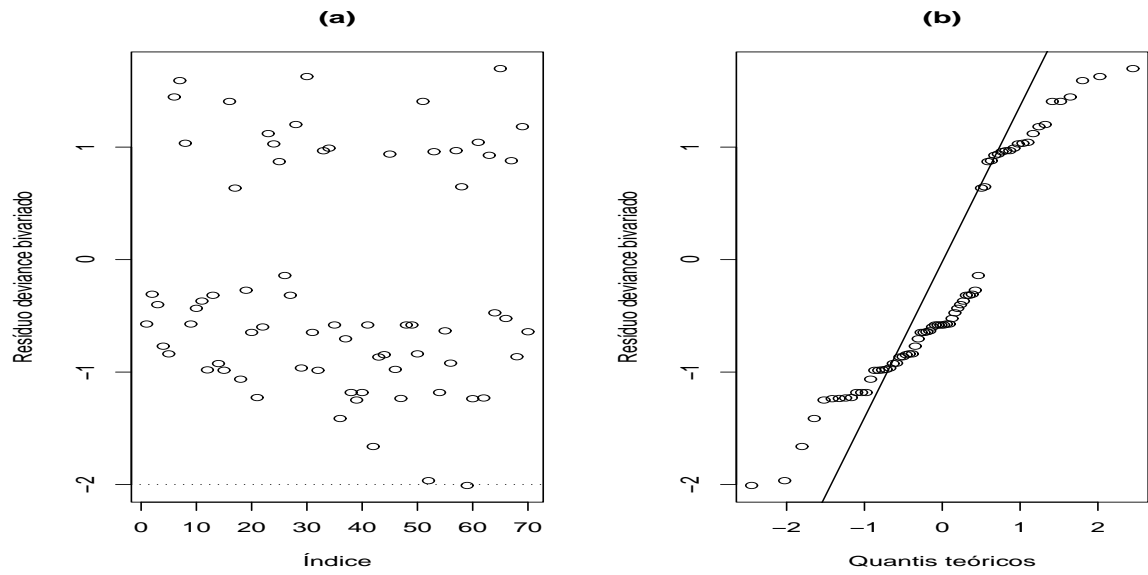 (a)
Resíduo deviance bivariado
1
0
-1
-2
0 10 20 30 40 50 60 70
Índice
(b)
Resíduo deviance bivariado
1
0
-1
-2
−2 −1 0 1 2
Quantis teóricos